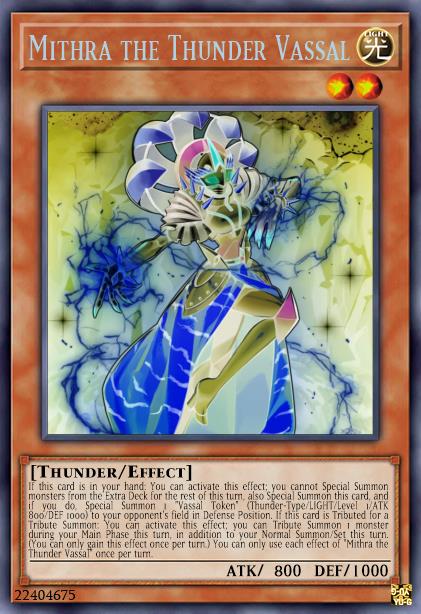 MITHRA THE THUNDER VASSAL
LIGHT
光
[THUNDER/EFFECT]
If this card is in your hand: You can activate this effect; you cannot Special Summon
monsters from the Extra Deck for the rest of this turn, also Special Summon this card, and
if you do, Special Summon 1 "Vassal Token" (Thunder-Type/LIGHT/Level 1/ATK
800/DEF 1000) to your opponent's field in Defense Position. If this card is Tributed for a
Tribute Summon: You can activate this effect; you can Tribute Summon 1 monster
during your Main Phase this turn, in addition to your Normal Summon/Set this turn.
(You can only gain this effect once per turn.) You can only use each effect of "Mithra the
Thunder Vassal" once per turn.
ATK/ 800 DEF/1000
22404675